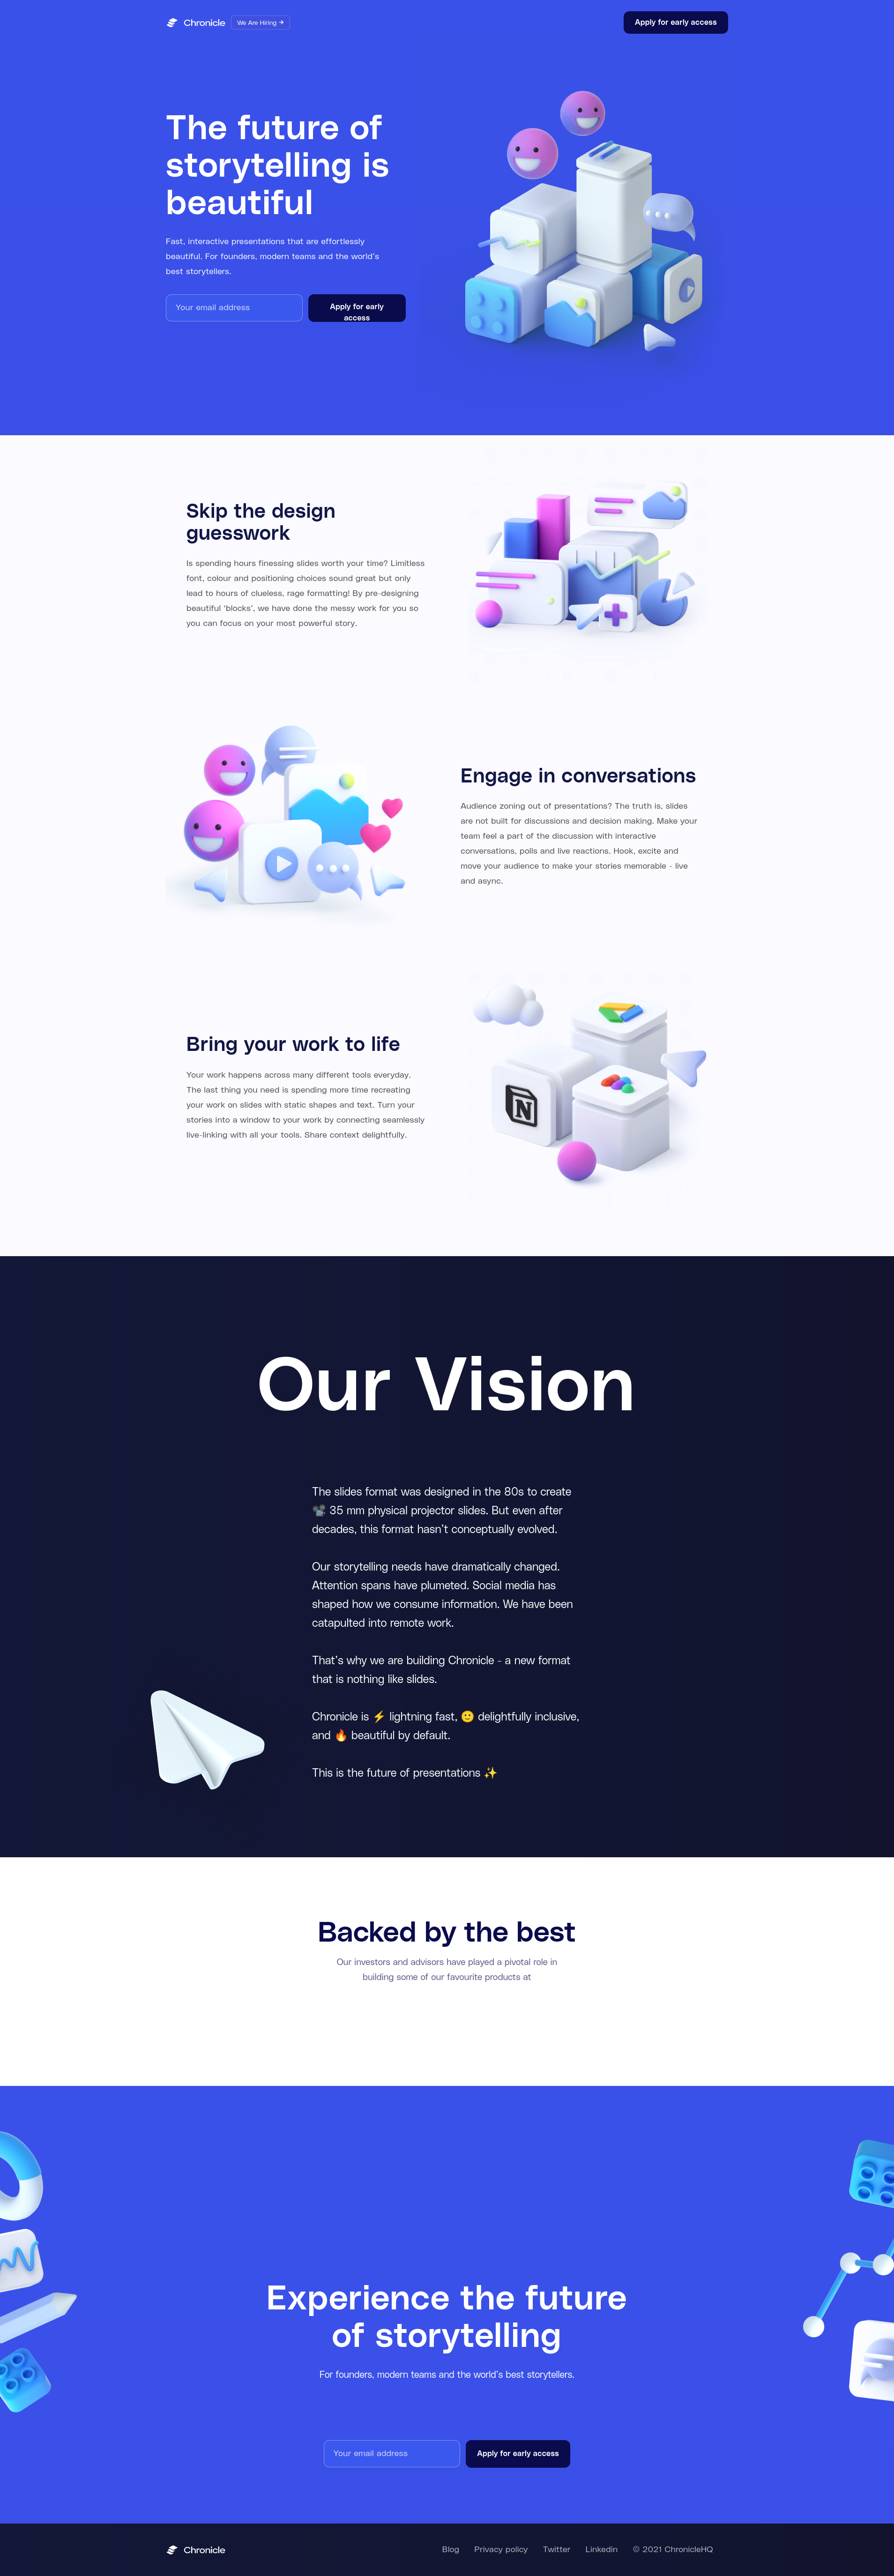 Chronicle
We Are Hiring →
Apply for early access
The future of
storytelling is
beautiful
Fast, interactive presentations that are effortlessly
beautiful. For founders, modern teams and the world's
best storytellers.
Your email address
Apply for early
access
Skip the design
guesswork
Is spending hours finessing slides worth your time? Limitless
font, colour and positioning choices sound great but only
lead to hours of clueless, rage formatting! By pre-designing
beautiful 'blocks', we have done the messy work for you so
you can focus on your most powerful story.
Engage in conversations
Audience zoning out of presentations? The truth is, slides
are not built for discussions and decision making. Make your
team feel a part of the discussion with interactive
conversations, polls and live reactions. Hook, excite and
move your audience to make your stories memorable - live
and async.
Bring your work to life
Your work happens across many different tools everyday.
The last thing you need is spending more time recreating
your work on slides with static shapes and text. Turn your
stories into a window to your work by connecting seamlessly
live-linking with all your tools. Share context delightfully.
N
Our Vision
The slides format was designed in the 80s to create
📽 35 mm physical projector slides. But even after
decades, this format hasn't conceptually evolved.
Our storytelling needs have dramatically changed.
Attention spans have plumeted. Social media has
shaped how we consume information. We have been
catapulted into remote work.
That's why we are building Chronicle - a new format
that is nothing like slides.
Chronicle is ⚡ lightning fast, 🙂 delightfully inclusive,
and 🔥 beautiful by default.
This is the future of presentations ✨
Backed by the best
Our investors and advisors have played a pivotal role in
building some of our favourite products at
Experience the future
of storytelling
For founders, modern teams and the world's best storytellers.
Your email address
Apply for early access
Chronicle
Blog
Privacy policy
Twitter
Linkedin
© 2021 ChronicleHQ